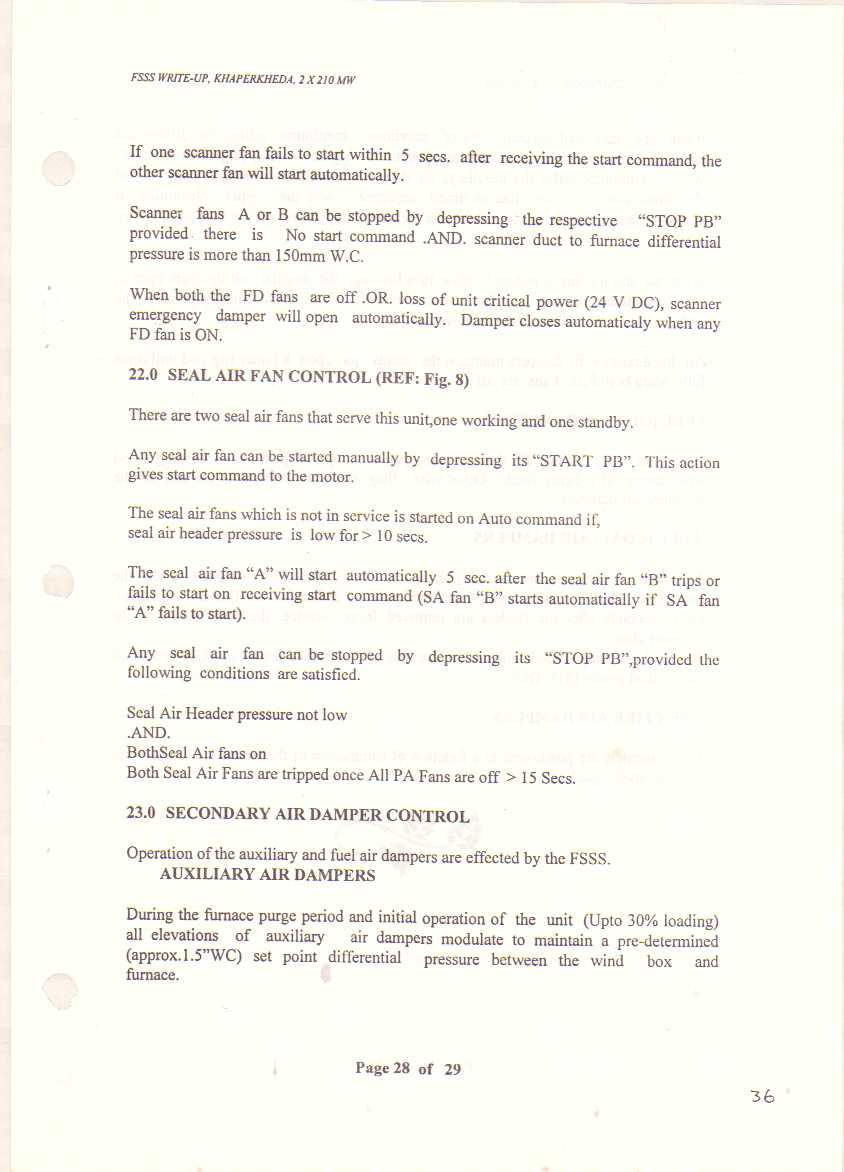 FSSS WRITE-UP, KHAPERKHEDA, 2 X 210 MW
If one scanner fan fails to start within 5 secs. after receiving the start command, the
other scanner fan will start automatically.
Scanner fans A or B can be stopped by depressing the respective “STOP PB”
provided there is No start command .AND. scanner duct to furnace differential
pressure is more than 150mm W.C.
When both the FD fans are off .OR. loss of unit critical power (24 V DC), scanner
emergency damper will open automatically. Damper closes automaticaly when any
FD fan is ON.
22.0 SEAL AIR FAN CONTROL (REF: Fig. 8)
There are two seal air fans that serve this unit,one working and one standby.
Any seal air fan can be started manually by depressing its “START PB”. This action
gives start command to the motor.
The seal air fans which is not in service is started on Auto command if,
seal air header pressure is low for > 10 secs.
The seal air fan “A” will start automatically 5 sec. after the seal air fan “B” trips or
fails to start on receiving start command (SA fan “B” starts automatically if SA fan
“A” fails to start).
Any seal air fan can be stopped by depressing its “STOP PB”,provided the
following conditions are satisfied.
Seal Air Header pressure not low
.AND.
BothSeal Air fans on
Both Seal Air Fans are tripped once All PA Fans are off > 15 Secs.
23.0 SECONDARY AIR DAMPER CONTROL
Operation of the auxiliary and fuel air dampers are effected by the FSSS.
AUXILIARY AIR DAMPERS
During the furnace purge period and initial operation of the unit (Upto 30% loading)
all elevations of auxiliary air dampers modulate to maintain a pre-determined
(approx.1.5”WC) set point differential pressure between the wind box and
furnace.
Page 28 of 29
36